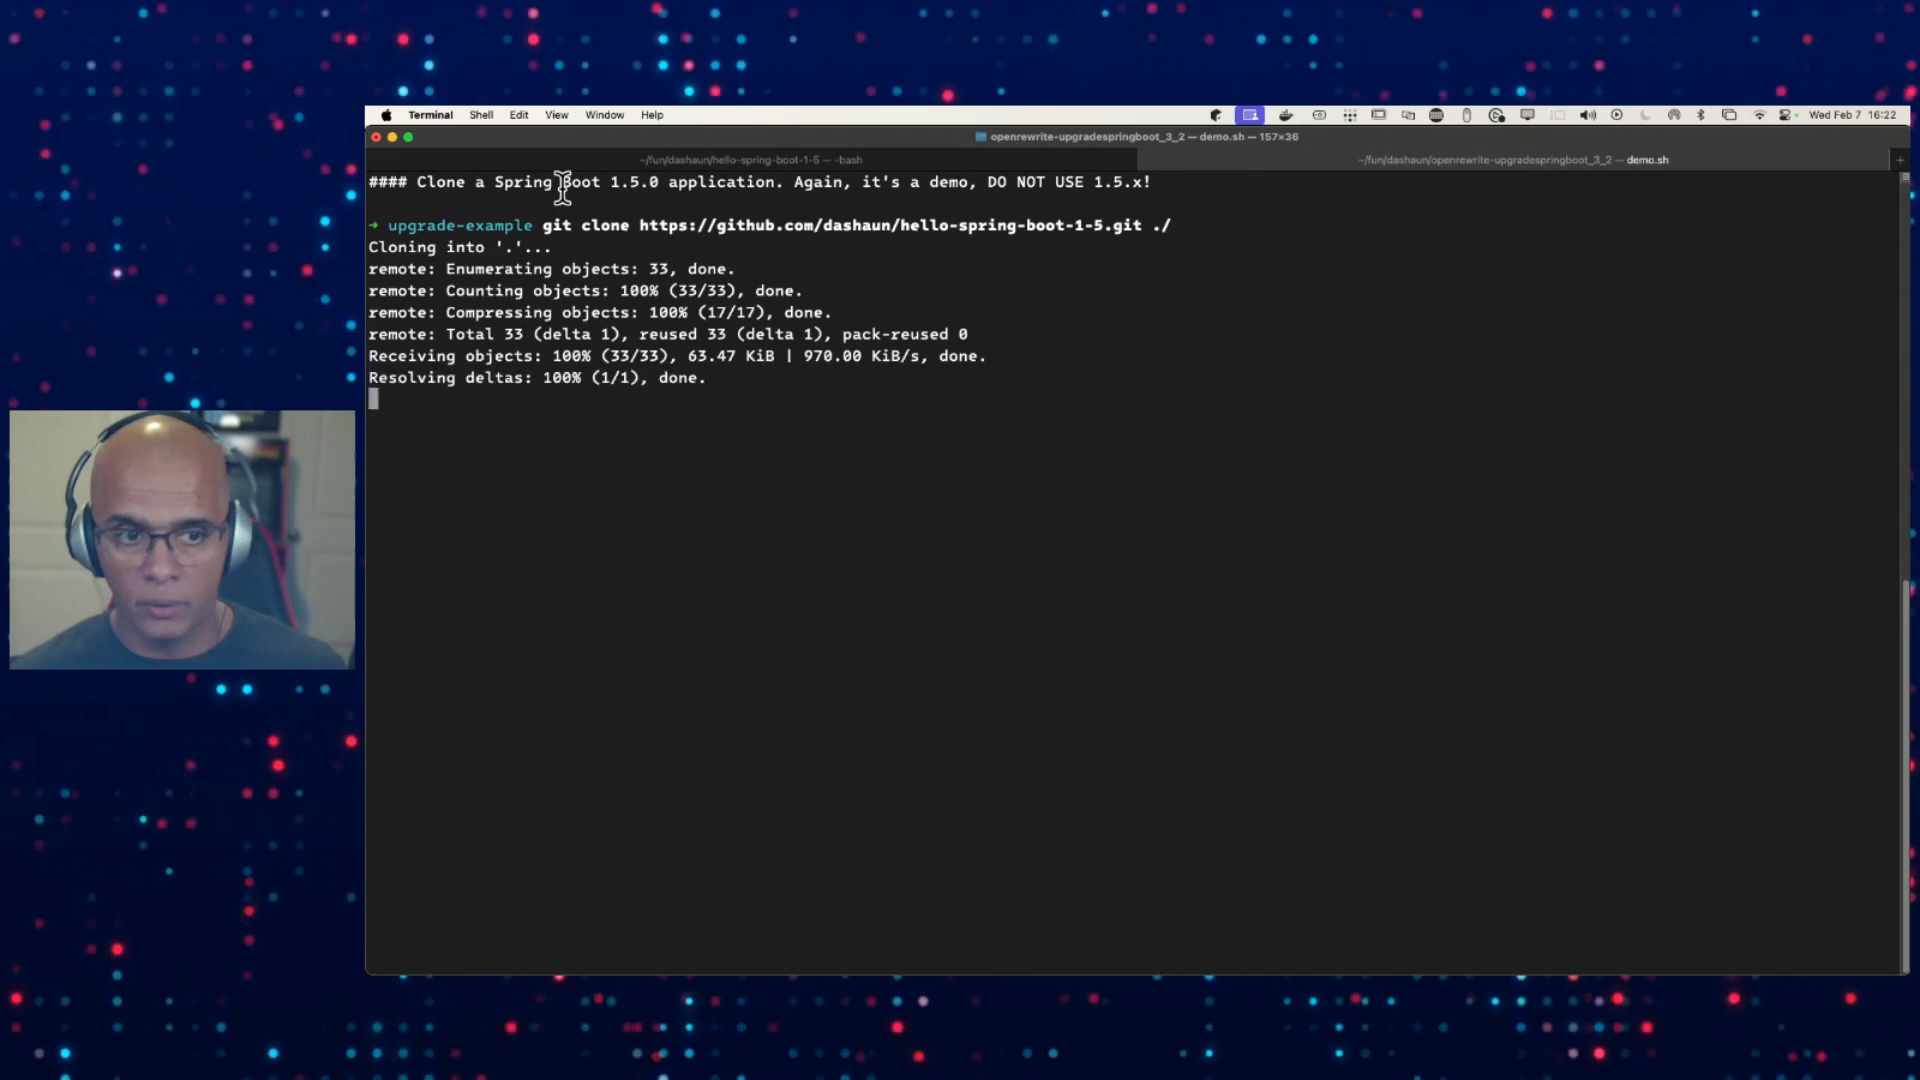 Terminal Shell Edit View Window Help Wed Feb 7 16:22
openrewrite-upgradespringboot_3_2 — demo.sh — 157×36
~/fun/dashaun/hello-spring-boot-1-5 — -bash ~/fun/dashaun/openrewrite-upgradespringboot_3_2 — demo.sh +
#### Clone a Spring Boot 1.5.0 application. Again, it's a demo, DO NOT USE 1.5.x!
➜ upgrade-example git clone https://github.com/dashaun/hello-spring-boot-1-5.git ./
Cloning into '.'...
remote: Enumerating objects: 33, done.
remote: Counting objects: 100% (33/33), done.
remote: Compressing objects: 100% (17/17), done.
remote: Total 33 (delta 1), reused 33 (delta 1), pack-reused 0
Receiving objects: 100% (33/33), 63.47 KiB | 970.00 KiB/s, done.
Resolving deltas: 100% (1/1), done.